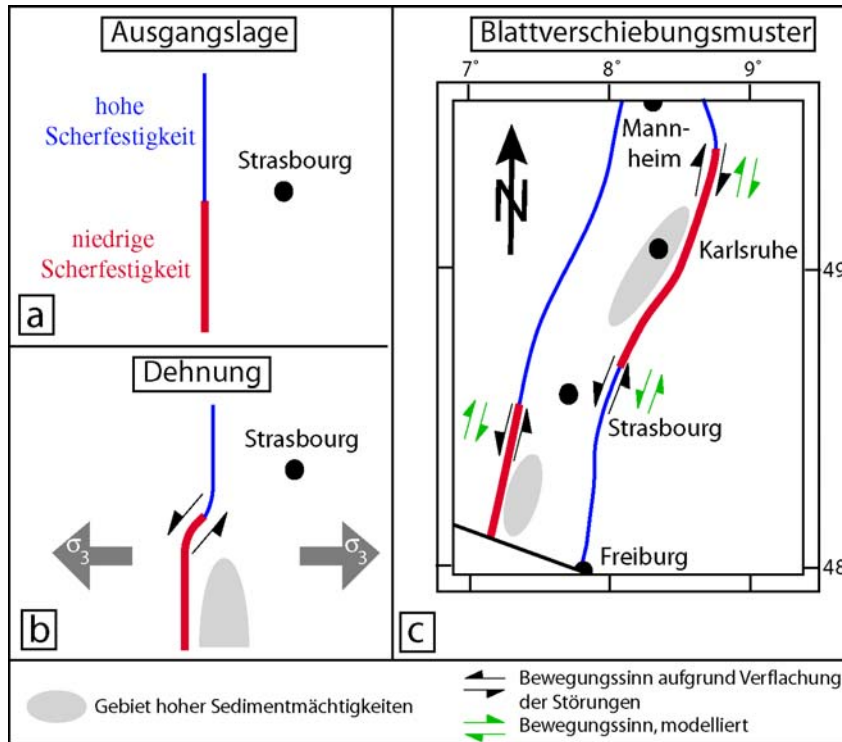 Ausgangslage
hohe
Scherfestigkeit
Strasbourg
niedrige
Scherfestigkeit
a
Dehnung
Strasbourg
σ3
σ3
b
Blattverschiebungsmuster
7°
8°
9°
Mann-
heim
N
Karlsruhe
49
Strasbourg
Freiburg
48
c
Gebiet hoher Sedimentmächtigkeiten
Bewegungssinn aufgrund Verflachung
der Störungen
Bewegungssinn, modelliert